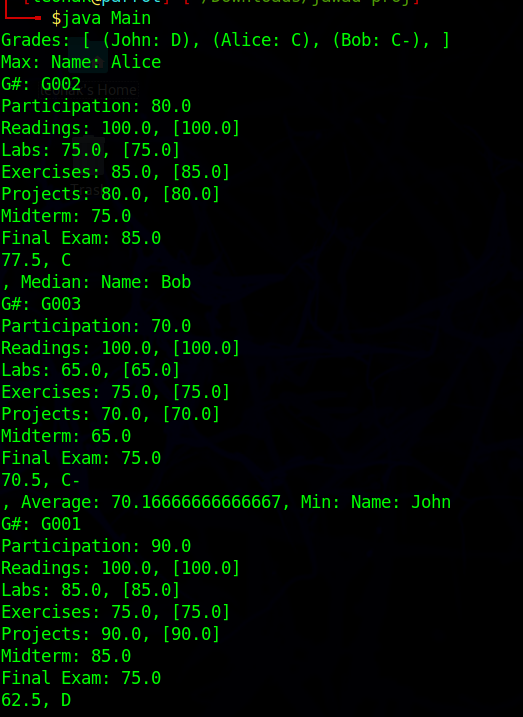 $java Main
Grades: [ (John: D), (Alice: C), (Bob: C-), ]
Max: Name: Alice
G#: G002
Participation: 80.0
Readings: 100.0, [100.0]
Labs: 75.0, [75.0]
Exercises: 85.0, [85.0]
Projects: 80.0, [80.0]
Midterm: 75.0
Final Exam: 85.0
77.5, C
, Median: Name: Bob
G#: G003
Participation: 70.0
Readings: 100.0, [100.0]
Labs: 65.0, [65.0]
Exercises: 75.0, [75.0]
Projects: 70.0, [70.0]
Midterm: 65.0
Final Exam: 75.0
70.5, C-
, Average: 70.16666666666667, Min: Name: John
G#: G001
Participation: 90.0
Readings: 100.0, [100.0]
Labs: 85.0, [85.0]
Exercises: 75.0, [75.0]
Projects: 90.0, [90.0]
Midterm: 85.0
Final Exam: 75.0
62.5, D